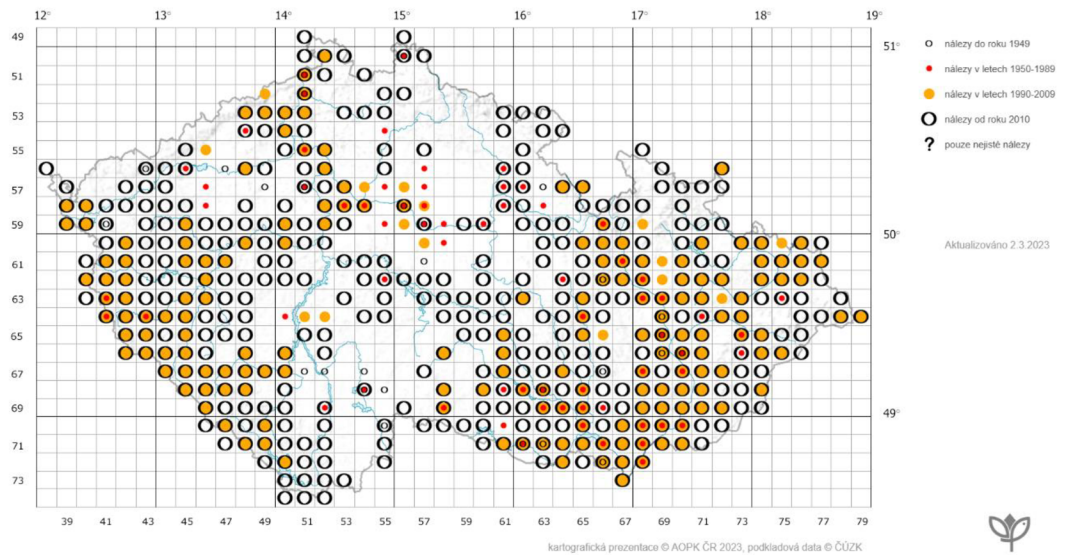 12° 13° 14° 15° 16° 17° 18° 19°
49
51° nálezy do roku 1949
51 nálezy v letech 1950-1989
nálezy v letech 1990-2009
53 nálezy od roku 2010
? pouze nejisté nálezy
55
57
59
50°
Aktualizováno 2.3.2023
61
63
65
67
69 49°
71
73
39 41 43 45 47 49 51 53 55 57 59 61 63 65 67 69 71 73 75 77 79
kartografická prezentace © AOPK ČR 2023, podkladová data © ČÚZK